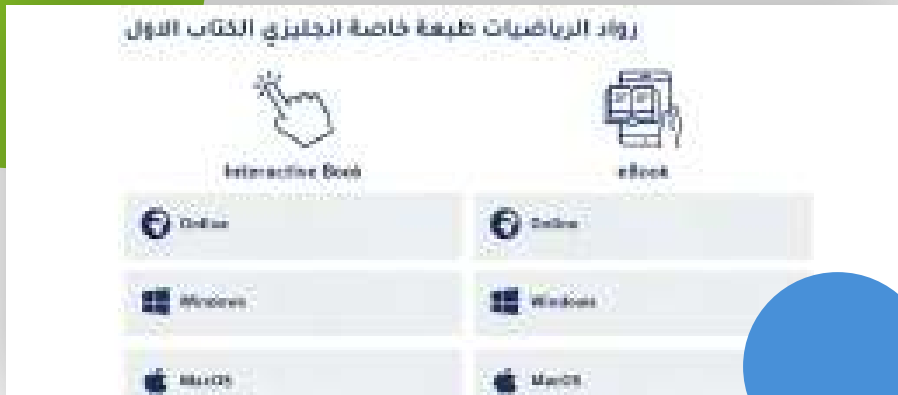 رواد الرياضيات طبعة خاصة انجليزي الكتاب الاول
Interactive Book
eBook
Online
Online
Windows
Windows
MacOS
MacOS